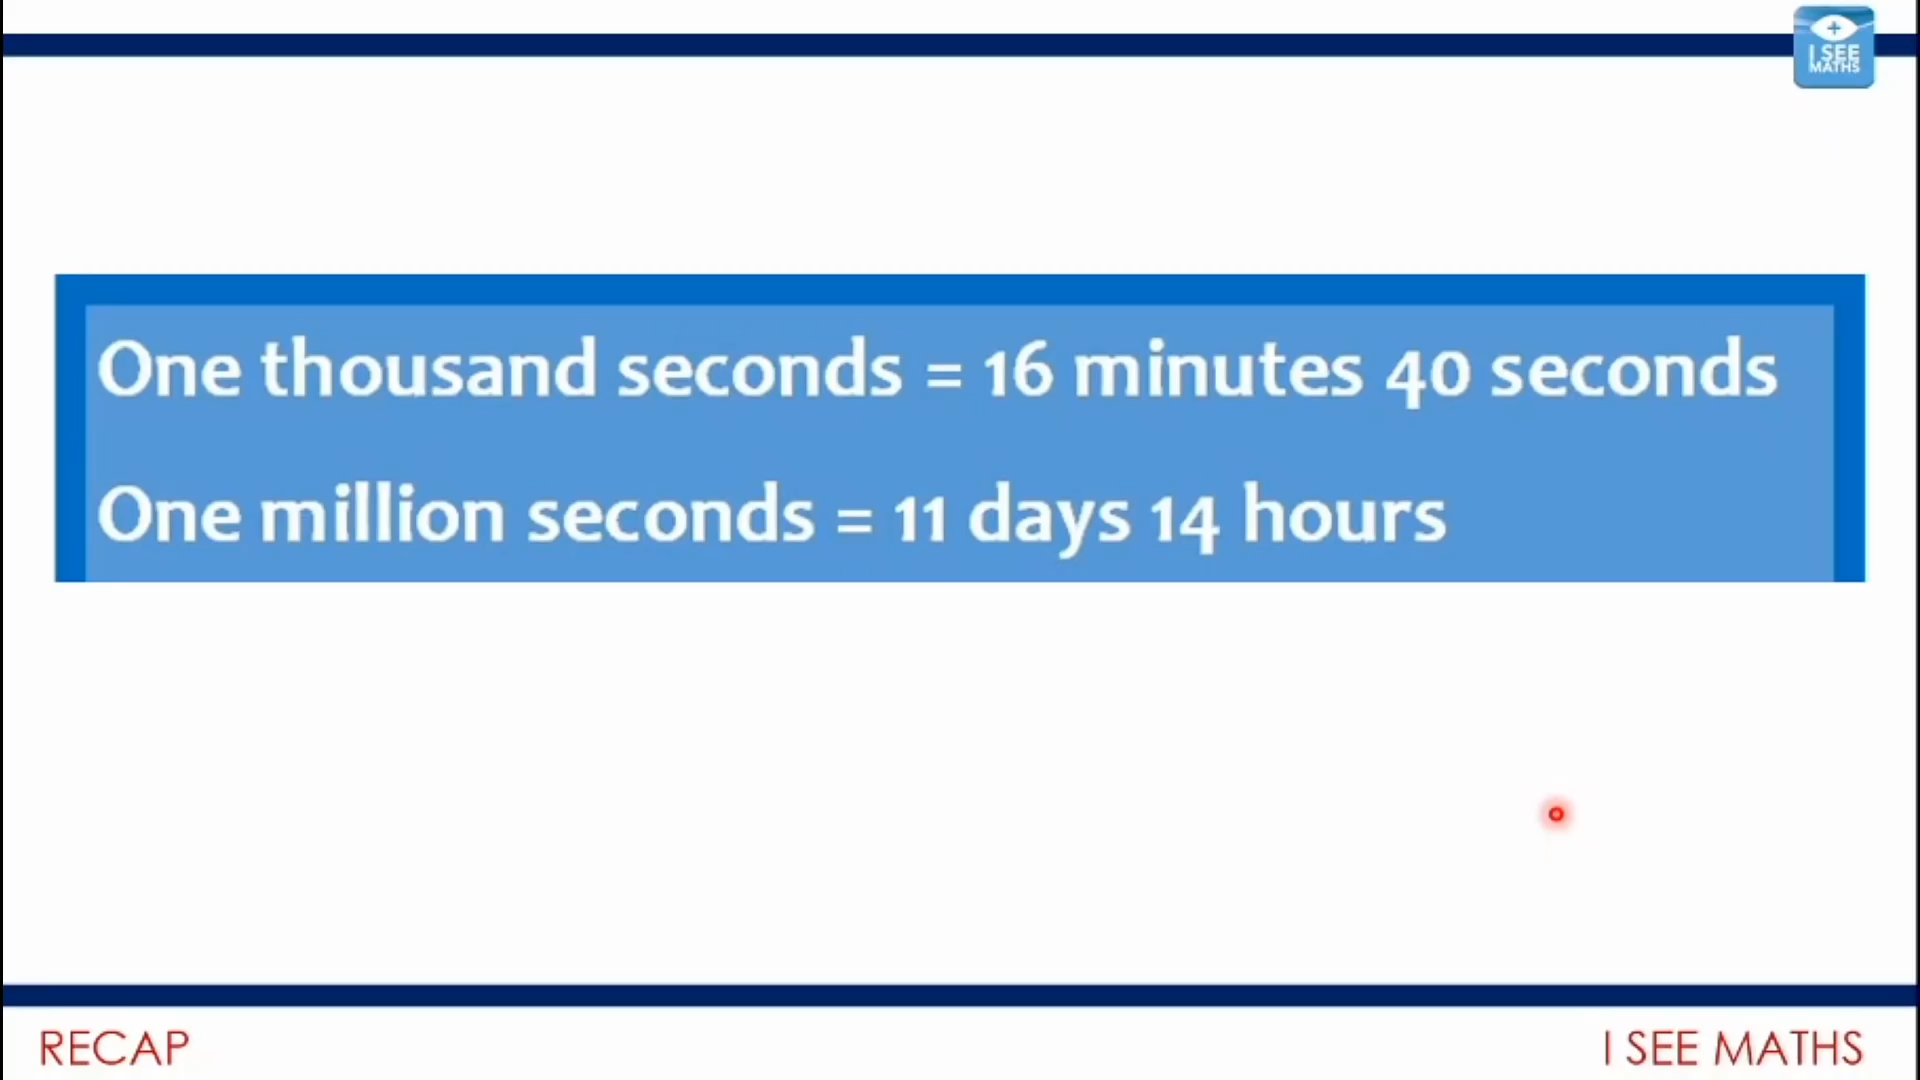 I SEE
MATHS
One thousand seconds = 16 minutes 40 seconds
One million seconds = 11 days 14 hours
RECAP
I SEE MATHS